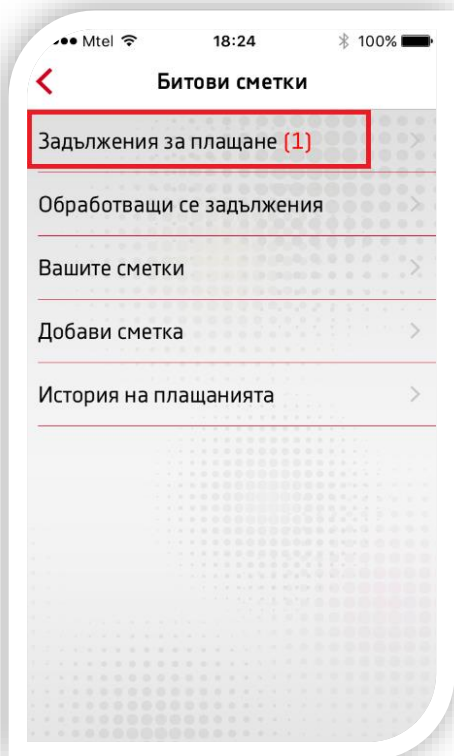 Mtel 18:24 100%
Битови сметки
Задължения за плащане (1)
Обработващи се задължения
Вашите сметки
Добави сметка
История на плащанията